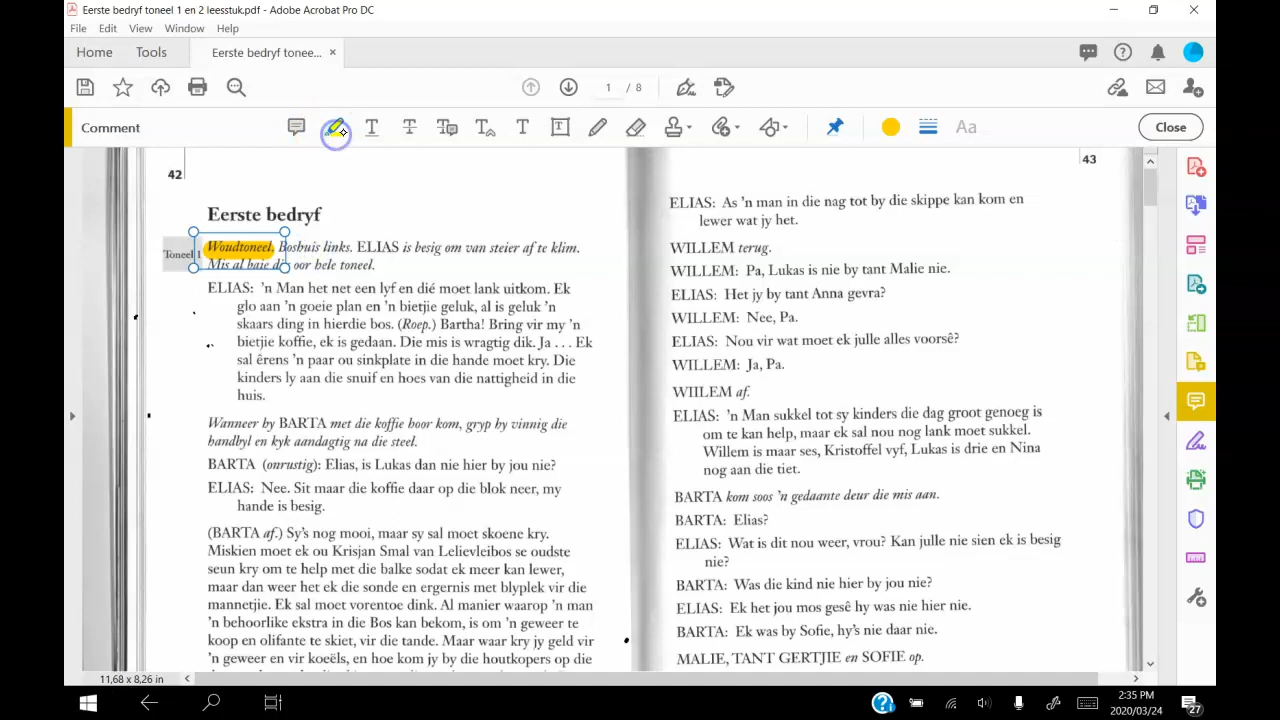 Eerste bedryf toneel 1 en 2 leesstuk.pdf - Adobe Acrobat Pro DC
File Edit View Window Help
Home Tools Eerste bedryf tonee... ×
1 / 8
Comment
Aa
Close
42
Eerste bedryf
Toneel 1
Woudtoneel. Boshuis links. ELIAS is besig om van steier af te klim.
Mis al baie dik oor hele toneel.
ELIAS: 'n Man het net een lyf en dié moet lank uitkom. Ek
glo aan 'n goeie plan en 'n bietjie geluk, al is geluk 'n
skaars ding in hierdie bos. (Roep.) Bartha! Bring vir my 'n
bietjie koffie, ek is gedaan. Die mis is wragtig dik. Ja . . . Ek
sal êrens 'n paar ou sinkplate in die hande moet kry. Die
kinders ly aan die snuif en hoes van die nattigheid in die
huis.
Wanneer hy BARTA met die koffie hoor kom, gryp hy vinnig die
handbyl en kyk aandagtig na die steel.
BARTA (onrustig): Elias, is Lukas dan nie hier by jou nie?
ELIAS: Nee. Sit maar die koffie daar op die blok neer, my
hande is besig.
(BARTA af.) Sy's nog mooi, maar sy sal moet skoene kry.
Miskien moet ek ou Krisjan Smal van Lelievleibos se oudste
seun kry om te help met die balke sodat ek meer kan lewer,
maar dan weer het ek die sonde en ergernis met blyplek vir die
mannetjie. Ek sal moet vorentoe dink. Al manier waarop 'n man
'n behoorlike ekstra in die Bos kan bekom, is om 'n geweer te
koop en olifante te skiet, vir die tande. Maar waar kry jy geld vir
'n geweer en vir koeëls, en hoe kom jy by die houtkopers op die
43
ELIAS: As 'n man in die nag tot by die skippe kan kom en
lewer wat jy het.
WILLEM terug.
WILLEM: Pa, Lukas is nie by tant Malie nie.
ELIAS: Het jy by tant Anna gevra?
WILLEM: Nee, Pa.
ELIAS: Nou vir wat moet ek julle alles voorsê?
WILLEM: Ja, Pa.
WIILEM af.
ELIAS: 'n Man sukkel tot sy kinders die dag groot genoeg is
om te kan help, maar ek sal nou nog lank moet sukkel.
Willem is maar ses, Kristoffel vyf, Lukas is drie en Nina
nog aan die tiet.
BARTA kom soos 'n gedaante deur die mis aan.
BARTA: Elias?
ELIAS: Wat is dit nou weer, vrou? Kan julle nie sien ek is besig
nie?
BARTA: Was die kind nie hier by jou nie?
ELIAS: Ek het jou mos gesê hy was nie hier nie.
BARTA: Ek was by Sofie, hy's nie daar nie.
MALIE, TANT GERTJIE en SOFIE op.
11,68 x 8,26 in
2:35 PM
2020/03/24
27